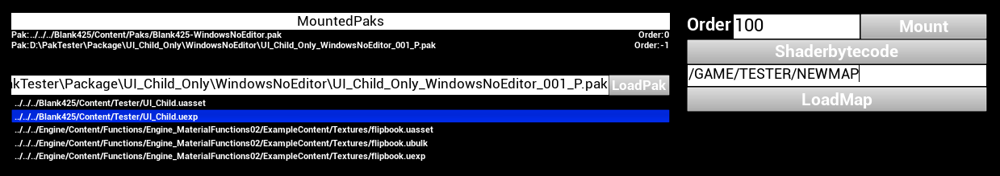 MountedPaks
Pak:../../../Blank425/Content/Paks/Blank425-WindowsNoEditor.pak Order:0
Pak:D:\PakTester\Package\UI_Child_Only\WindowsNoEditor\UI_Child_Only_WindowsNoEditor_001_P.pak Order:-1
kTester\Package\UI_Child_Only\WindowsNoEditor\UI_Child_Only_WindowsNoEditor_001_P.pak LoadPak
../../../Blank425/Content/Tester/UI_Child.uasset
../../../Blank425/Content/Tester/UI_Child.uexp
../../../Engine/Content/Functions/Engine_MaterialFunctions02/ExampleContent/Textures/flipbook.uasset
../../../Engine/Content/Functions/Engine_MaterialFunctions02/ExampleContent/Textures/flipbook.ubulk
../../../Engine/Content/Functions/Engine_MaterialFunctions02/ExampleContent/Textures/flipbook.uexp
Order 100 Mount
Shaderbytecode
/GAME/TESTER/NEWMAP
LoadMap